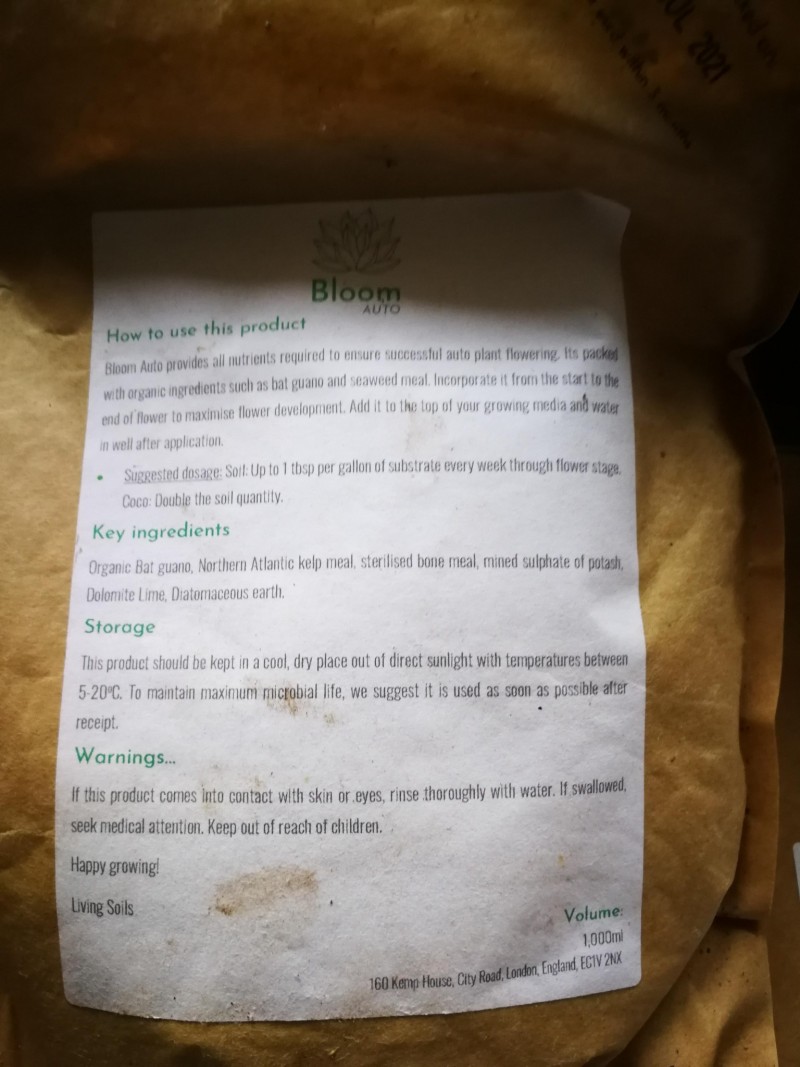 UL 2021
Bloom
AUTO
How to use this product
Bloom Auto provides all nutrients required to ensure successful auto plant flowering. Its packed
with organic ingredients such as bat guano and seaweed meal. Incorporate it from the start to the
end of flower to maximise flower development. Add it to the top of your growing media and water
in well after application.
• Suggested dosage: Soil: Up to 1 tbsp per gallon of substrate every week through flower stage.
Coco: Double the soil quantity.
Key ingredients
Organic Bat guano, Northern Atlantic kelp meal, sterilised bone meal, mined sulphate of potash,
Dolomite Lime, Diatomaceous earth.
Storage
This product should be kept in a cool, dry place out of direct sunlight with temperatures between
5-20ºC. To maintain maximum microbial life, we suggest it is used as soon as possible after
receipt.
Warnings...
If this product comes into contact with skin or eyes, rinse thoroughly with water. If swallowed,
seek medical attention. Keep out of reach of children.
Happy growing!
Living Soils
Volume:
1,000ml
160 Kemp House, City Road, London, England, EC1V 2NX